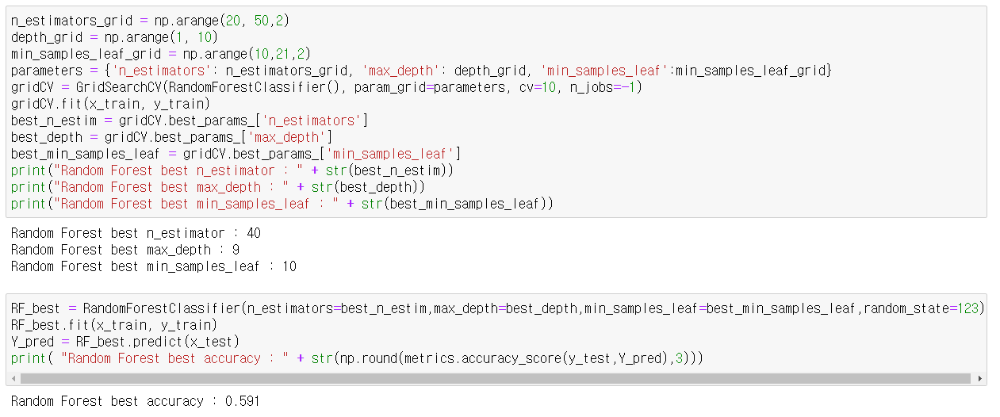 n_estimators_grid = np.arange(20, 50,2)
depth_grid = np.arange(1, 10)
min_samples_leaf_grid = np.arange(10,21,2)
parameters = {'n_estimators': n_estimators_grid, 'max_depth': depth_grid, 'min_samples_leaf':min_samples_leaf_grid}
gridCV = GridSearchCV(RandomForestClassifier(), param_grid=parameters, cv=10, n_jobs=-1)
gridCV.fit(x_train, y_train)
best_n_estim = gridCV.best_params_['n_estimators']
best_depth = gridCV.best_params_['max_depth']
best_min_samples_leaf = gridCV.best_params_['min_samples_leaf']
print("Random Forest best n_estimator : " + str(best_n_estim))
print("Random Forest best max_depth : " + str(best_depth))
print("Random Forest best min_samples_leaf : " + str(best_min_samples_leaf))
Random Forest best n_estimator : 40
Random Forest best max_depth : 9
Random Forest best min_samples_leaf : 10
RF_best = RandomForestClassifier(n_estimators=best_n_estim,max_depth=best_depth,min_samples_leaf=best_min_samples_leaf,random_state=123)
RF_best.fit(x_train, y_train)
Y_pred = RF_best.predict(x_test)
print( "Random Forest best accuracy : " + str(np.round(metrics.accuracy_score(y_test,Y_pred),3)))
Random Forest best accuracy : 0.591